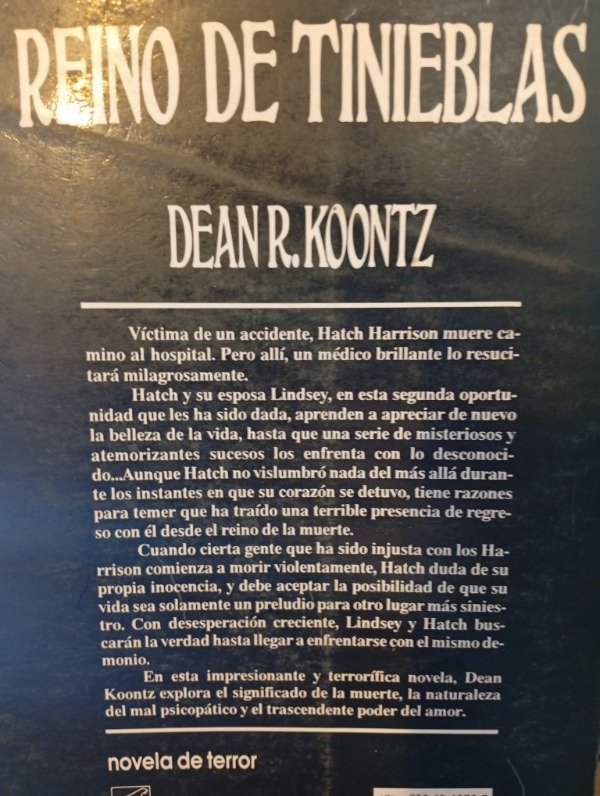 REINO DE TINIEBLAS
DEAN R. KOONTZ
Víctima de un accidente, Hatch Harrison muere ca-
mino al hospital. Pero allí, un médico brillante lo resuci-
tará milagrosamente.
Hatch y su esposa Lindsey, en esta segunda oportu-
nidad que les ha sido dada, aprenden a apreciar de nuevo
la belleza de la vida, hasta que una serie de misteriosos y
atemorizantes sucesos los enfrenta con lo desconoci-
do...Aunque Hatch no vislumbró nada del más allá duran-
te los instantes en que su corazón se detuvo, tiene razones
para temer que ha traído una terrible presencia de regre-
so con él desde el reino de la muerte.
Cuando cierta gente que ha sido injusta con los Ha-
rrison comienza a morir violentamente, Hatch duda de su
propia inocencia, y debe aceptar la posibilidad de que su
vida sea solamente un preludio para otro lugar más sinies-
tro. Con desesperación creciente, Lindsey y Hatch bus-
carán la verdad hasta llegar a enfrentarse con el mismo de-
monio.
En esta impresionante y terrorífica novela, Dean
Koontz explora el significado de la muerte, la naturaleza
del mal psicopático y el trascendente poder del amor.
novela de terror